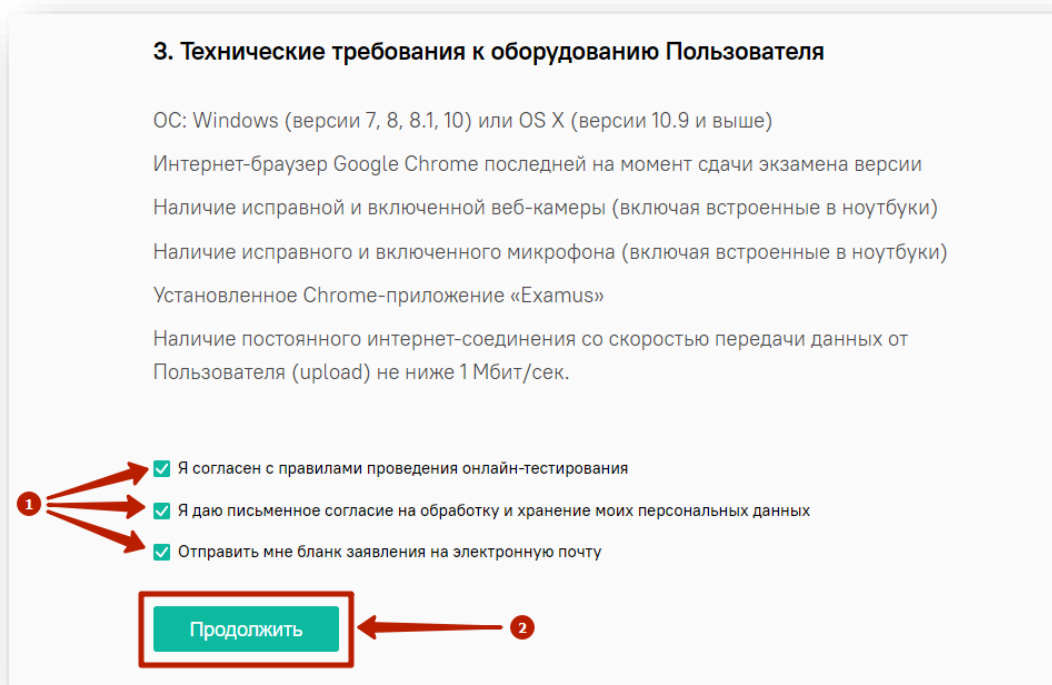 3. Технические требования к оборудованию Пользователя
ОС: Windows (версии 7, 8, 8.1, 10) или OS X (версии 10.9 и выше)
Интернет-браузер Google Chrome последней на момент сдачи экзамена версии
Наличие исправной и включенной веб-камеры (включая встроенные в ноутбуки)
Наличие исправного и включенного микрофона (включая встроенные в ноутбуки)
Установленное Chrome-приложение «Examus»
Наличие постоянного интернет-соединения со скоростью передачи данных от
Пользователя (upload) не ниже 1 Мбит/сек.
Я согласен с правилами проведения онлайн-тестирования
1
Я даю письменное согласие на обработку и хранение моих персональных данных
Отправить мне бланк заявления на электронную почту
Продолжить
2